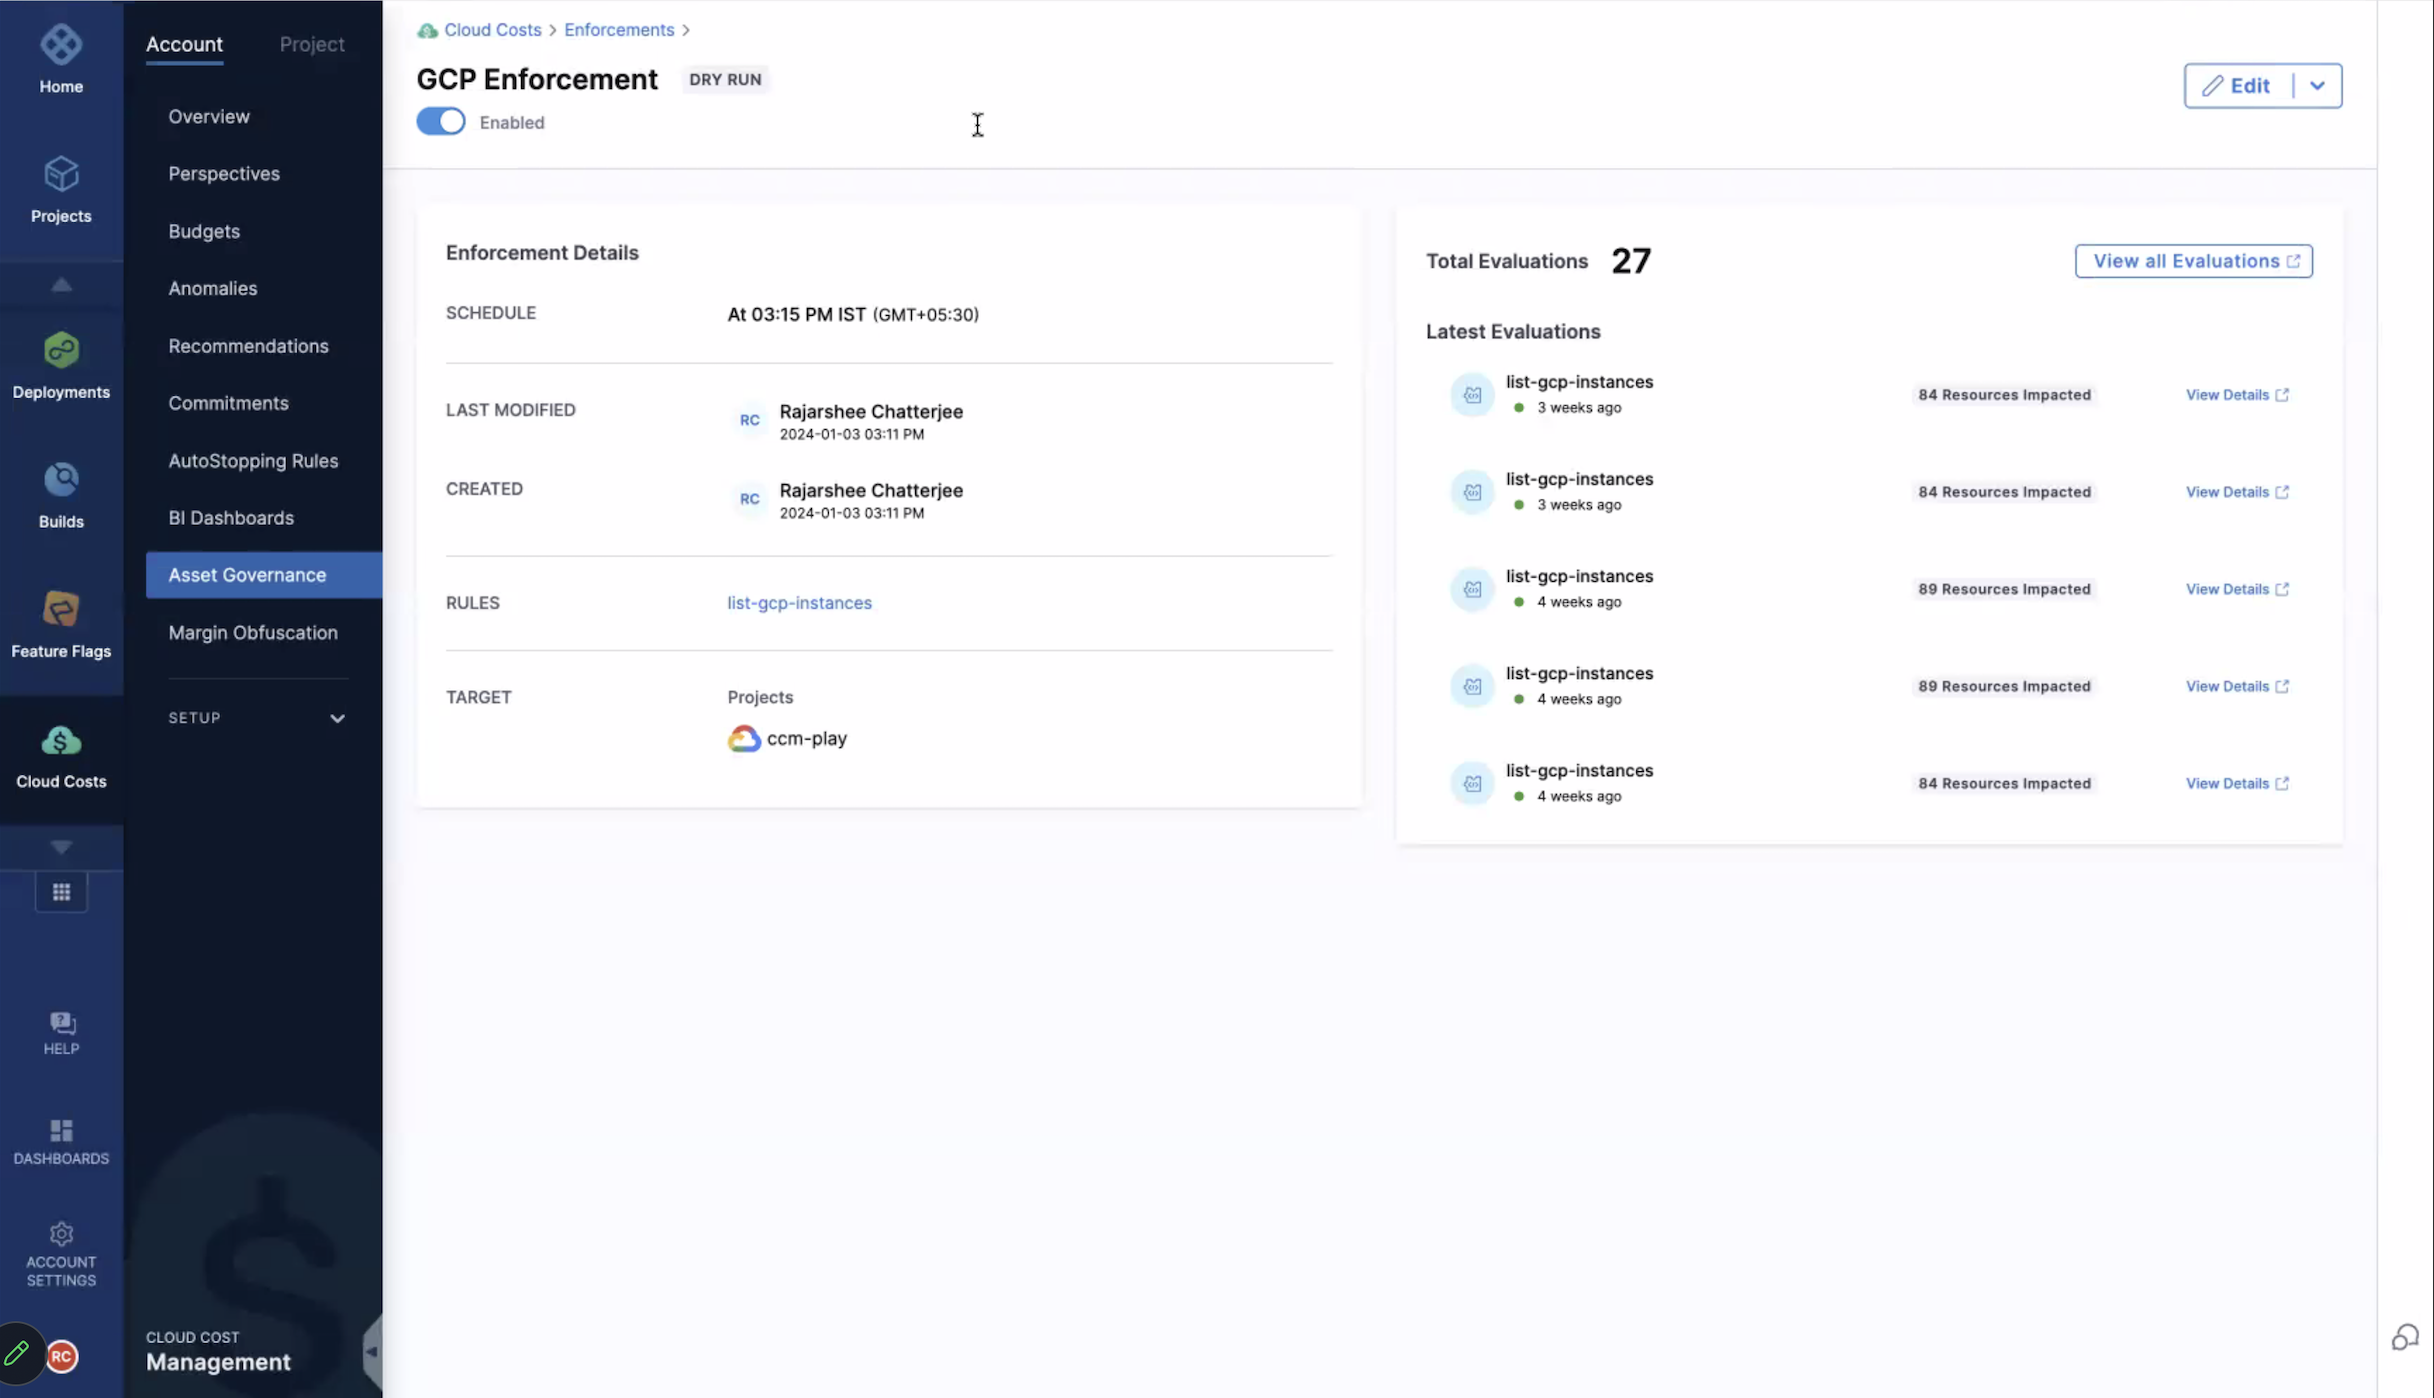 Home
Projects
Deployments
Builds
Feature Flags
Cloud Costs
HELP
DASHBOARDS
ACCOUNT
SETTINGS
RC
Account Project
Overview
Perspectives
Budgets
Anomalies
Recommendations
Commitments
AutoStopping Rules
BI Dashboards
Asset Governance
Margin Obfuscation
SETUP
CLOUD COST
Management
Cloud Costs > Enforcements >
GCP Enforcement DRY RUN
Enabled
Edit
Enforcement Details
SCHEDULE At 03:15 PM IST (GMT+05:30)
LAST MODIFIED RC Rajarshee Chatterjee
2024-01-03 03:11 PM
CREATED RC Rajarshee Chatterjee
2024-01-03 03:11 PM
RULES list-gcp-instances
TARGET Projects
ccm-play
Total Evaluations 27 View all Evaluations
Latest Evaluations
list-gcp-instances
3 weeks ago
84 Resources Impacted View Details
list-gcp-instances
3 weeks ago
84 Resources Impacted View Details
list-gcp-instances
4 weeks ago
89 Resources Impacted View Details
list-gcp-instances
4 weeks ago
89 Resources Impacted View Details
list-gcp-instances
4 weeks ago
84 Resources Impacted View Details